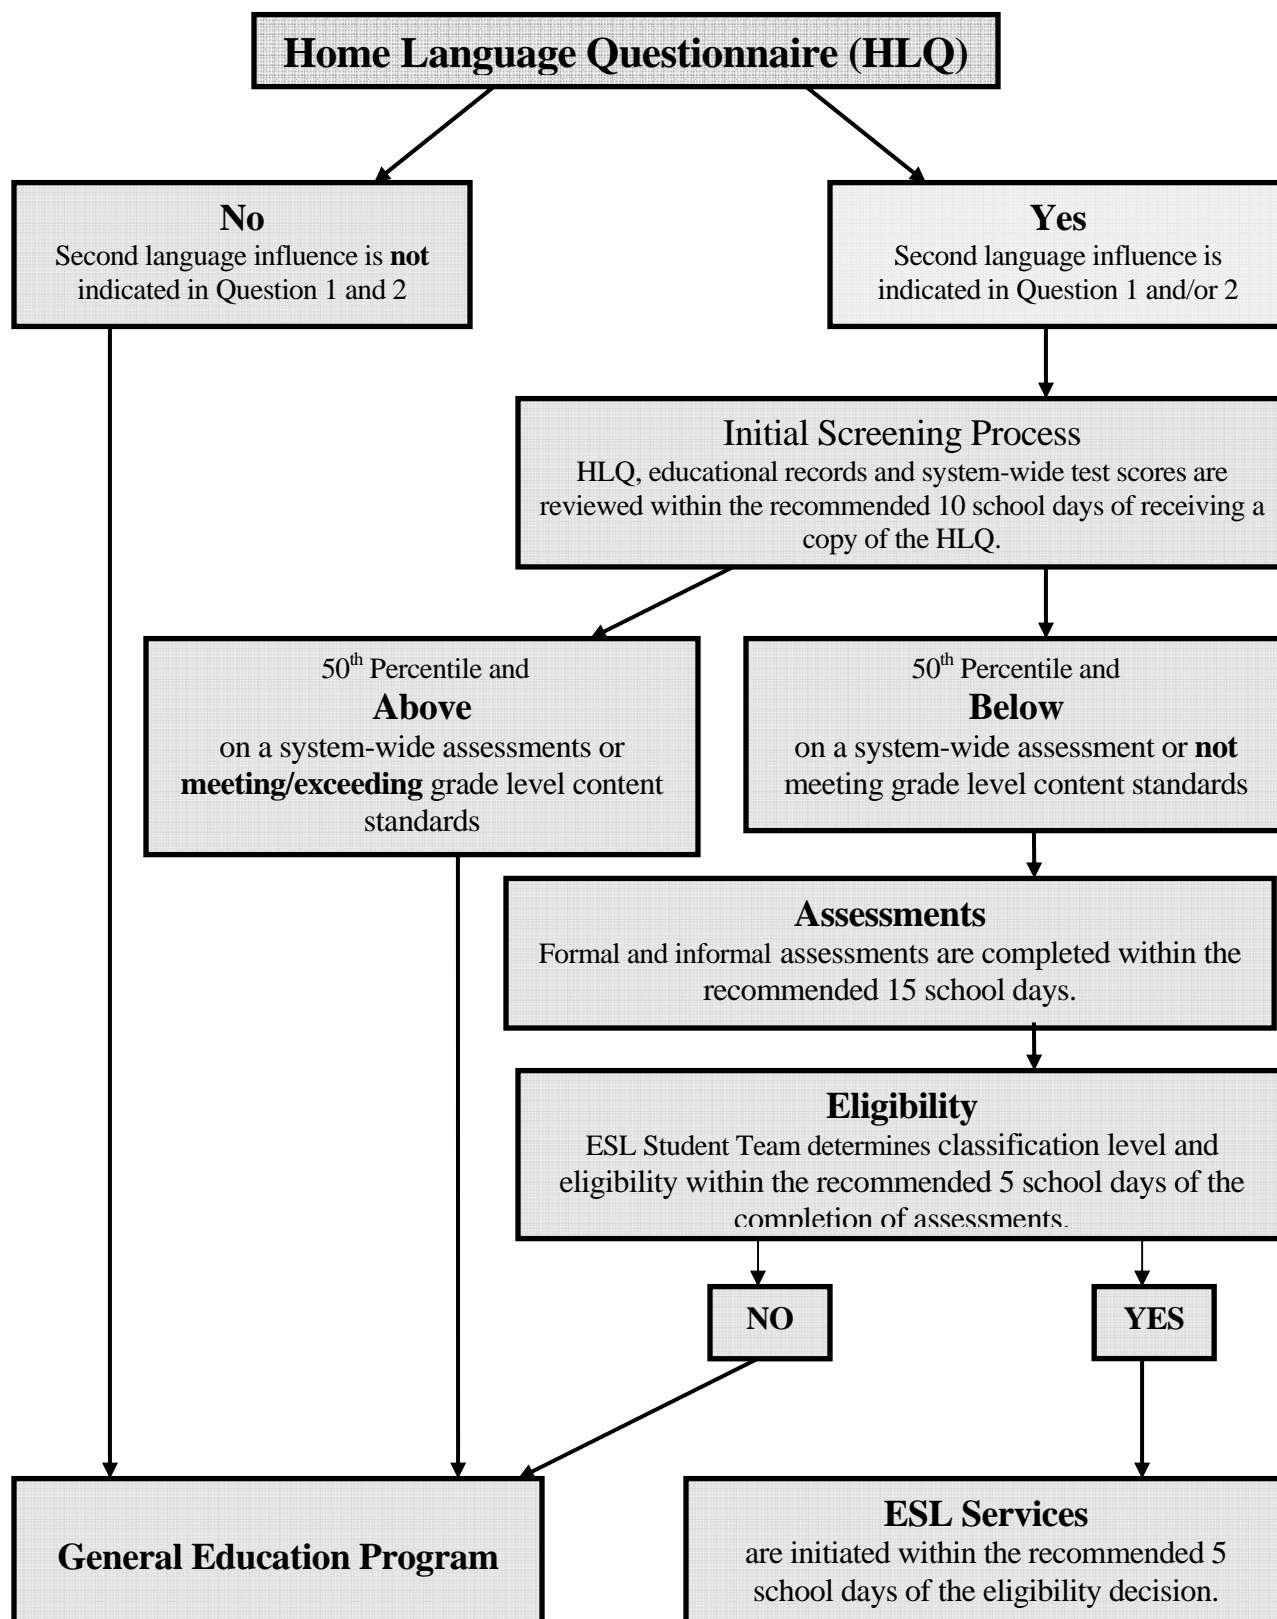 Home Language Questionnaire (HLQ)
No
Second language influence is not
indicated in Question 1 and 2
Yes
Second language influence is
indicated in Question 1 and/or 2
Initial Screening Process
HLQ, educational records and system-wide test scores are
reviewed within the recommended 10 school days of receiving a
copy of the HLQ.
50th Percentile and
Above
on a system-wide assessments or
meeting/exceeding grade level content
standards
50th Percentile and
Below
on a system-wide assessment or not
meeting grade level content standards
Assessments
Formal and informal assessments are completed within the
recommended 15 school days.
Eligibility
ESL Student Team determines classification level and
eligibility within the recommended 5 school days of the
completion of assessments.
NO
YES
General Education Program
ESL Services
are initiated within the recommended 5
school days of the eligibility decision.